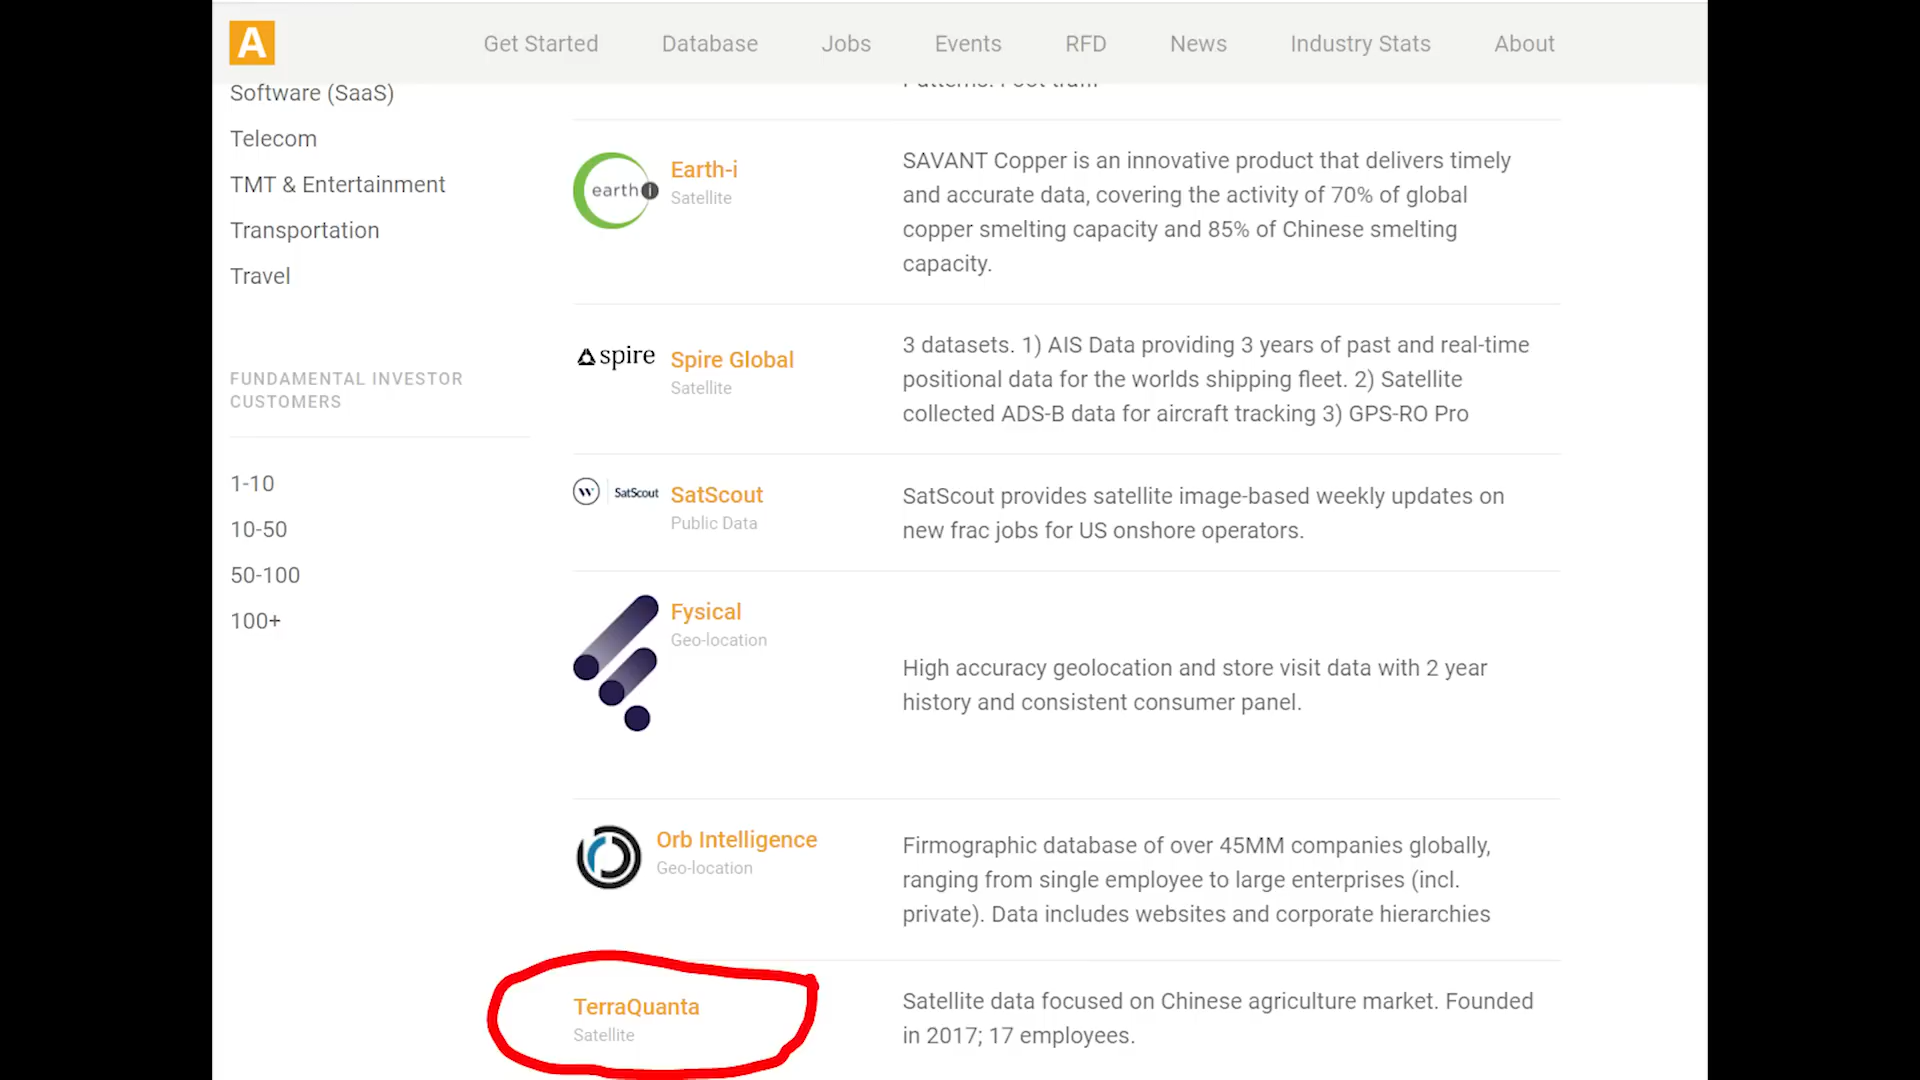 A
Get Started
Database
Jobs
Events
RFD
News
Industry Stats
About
Software (SaaS)
Telecom
TMT & Entertainment
Transportation
Travel
FUNDAMENTAL INVESTOR
CUSTOMERS
1-10
10-50
50-100
100+
earth i
Earth-i
Satellite
SAVANT Copper is an innovative product that delivers timely
and accurate data, covering the activity of 70% of global
copper smelting capacity and 85% of Chinese smelting
capacity.
spire
Spire Global
Satellite
3 datasets. 1) AIS Data providing 3 years of past and real-time
positional data for the worlds shipping fleet. 2) Satellite
collected ADS-B data for aircraft tracking 3) GPS-RO Pro
W SatScout
SatScout
Public Data
SatScout provides satellite image-based weekly updates on
new frac jobs for US onshore operators.
Fysical
Geo-location
High accuracy geolocation and store visit data with 2 year
history and consistent consumer panel.
Orb Intelligence
Geo-location
Firmographic database of over 45MM companies globally,
ranging from single employee to large enterprises (incl.
private). Data includes websites and corporate hierarchies
TerraQuanta
Satellite
Satellite data focused on Chinese agriculture market. Founded
in 2017; 17 employees.